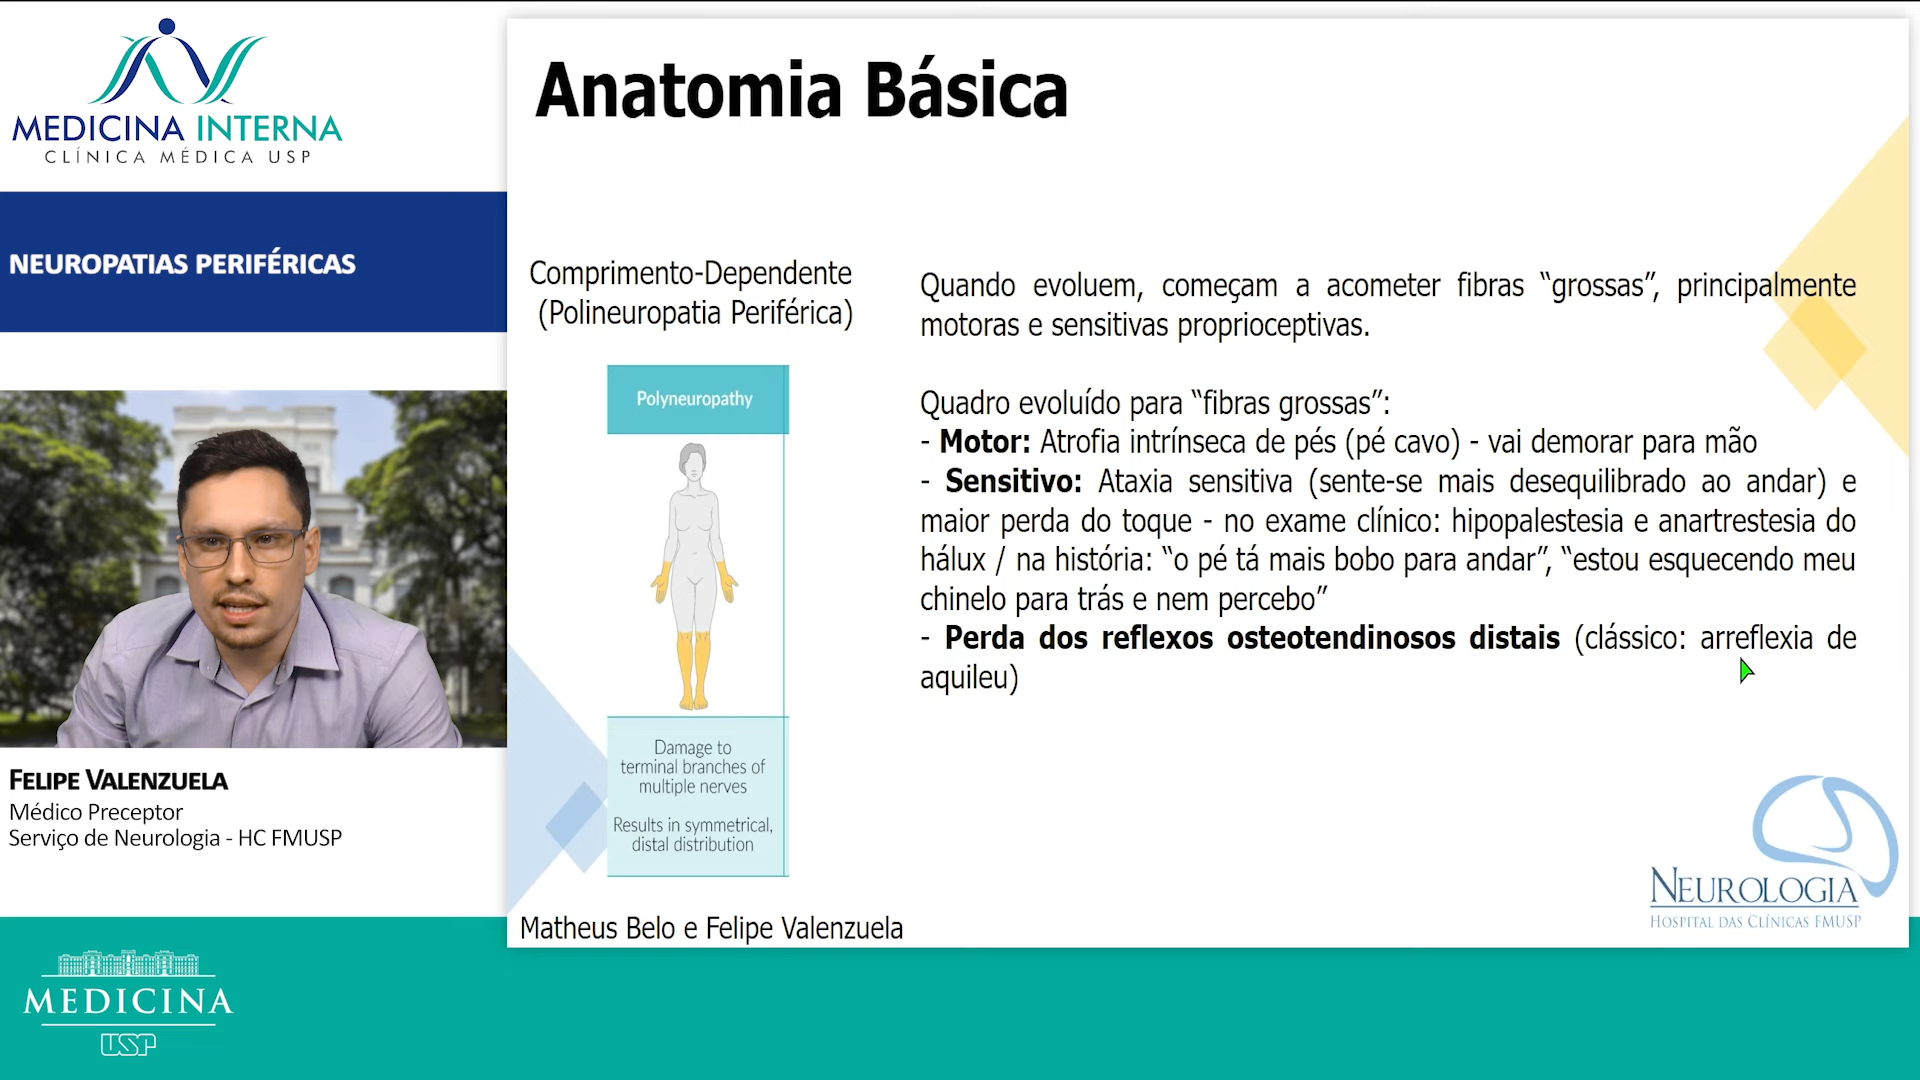 MEDICINA INTERNA
CLÍNICA MÉDICA USP
NEUROPATIAS PERIFÉRICAS
FELIPE VALENZUELA
Médico Preceptor
Serviço de Neurologia - HC FMUSP
MEDICINA
USP
Anatomia Básica
Comprimento-Dependente
(Polineuropatia Periférica)
Polyneuropathy
Damage to
terminal branches of
multiple nerves
Results in symmetrical,
distal distribution
Matheus Belo e Felipe Valenzuela
Quando evoluem, começam a acometer fibras “grossas”, principalmente
motoras e sensitivas proprioceptivas.
Quadro evoluído para “fibras grossas”:
- Motor: Atrofia intrínseca de pés (pé cavo) - vai demorar para mão
- Sensitivo: Ataxia sensitiva (sente-se mais desequilibrado ao andar) e
maior perda do toque - no exame clínico: hipopalestesia e anartrestesia do
hálux / na história: “o pé tá mais bobo para andar”, “estou esquecendo meu
chinelo para trás e nem percebo”
- Perda dos reflexos osteotendinosos distais (clássico: arreflexia de
aquileu)
NEUROLOGIA
HOSPITAL DAS CLÍNICAS FMUSP